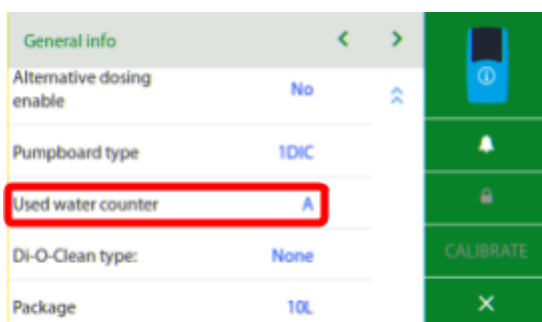 General info
Alternative dosing
enable
No
Pumpboard type
1DIC
Used water counter
A
Di-O-Clean type:
None
CALIBRATE
Package
10L